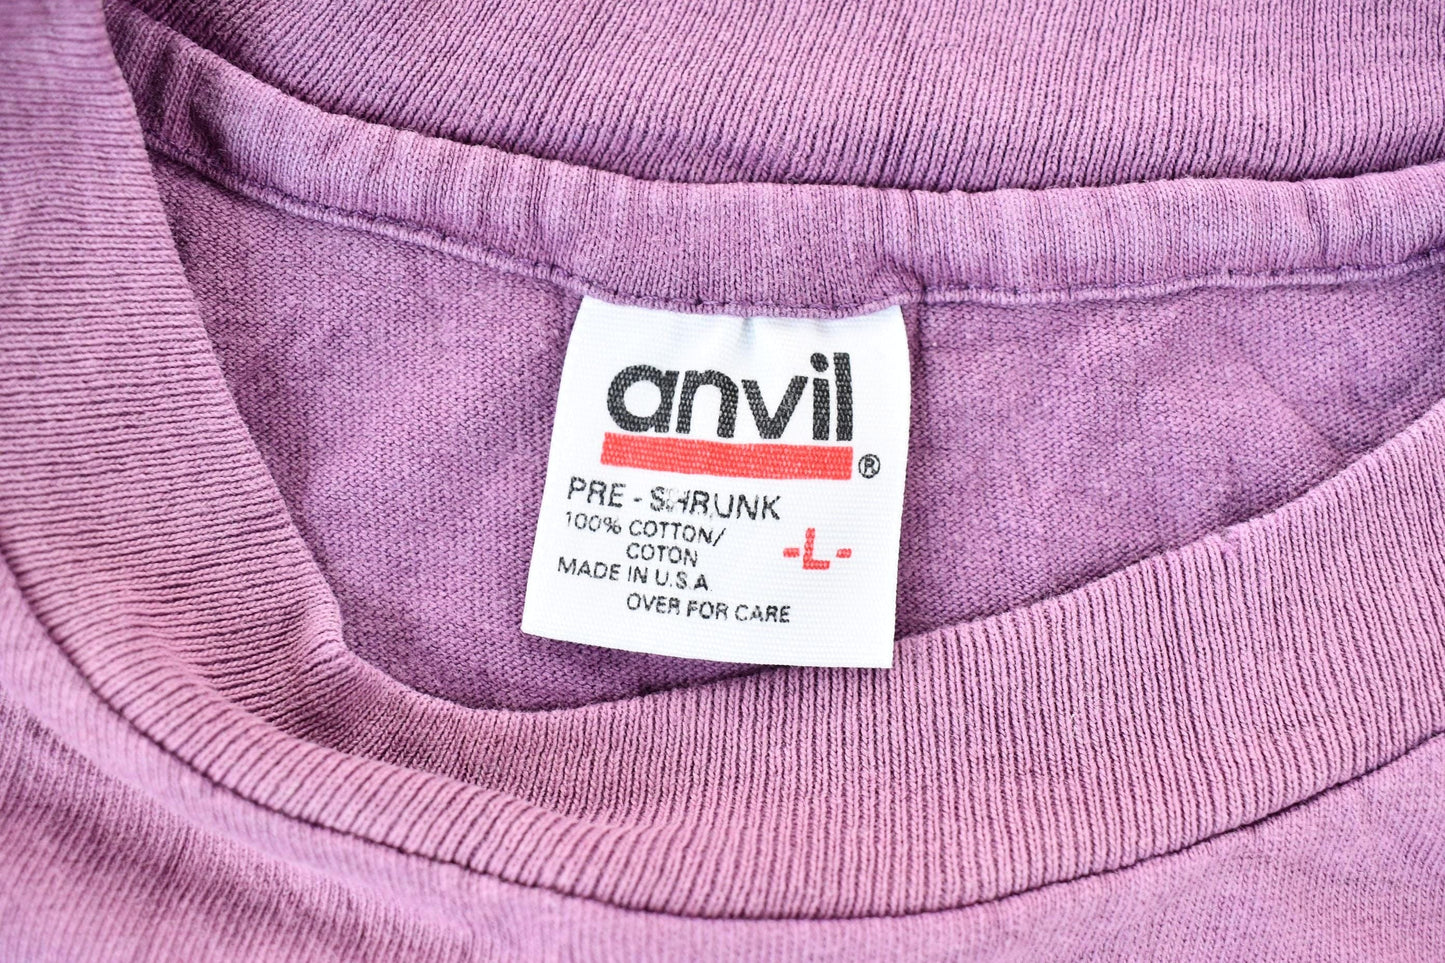 anvil
®
PRE - SHRUNK
100% COTTON/
COTON
-L-
MADE IN U.S.A
OVER FOR CARE